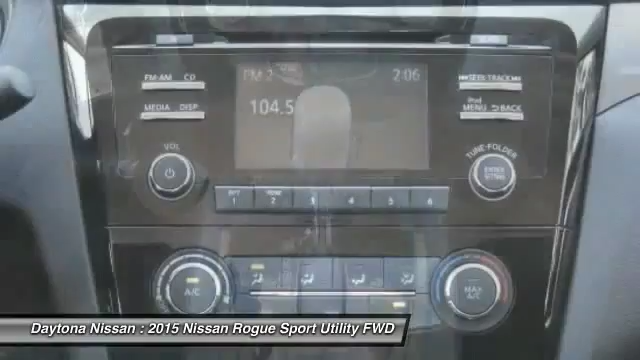 FM-AM CD
FM 2
2:06
SEEK TRACK
MEDIA DISP
104.5
iPod
MENU BACK
VOL
TUNE-FOLDER
ENTER
1 2 3 4 5 6
A/C
MAX
A/C
Daytona Nissan : 2015 Nissan Rogue Sport Utility FWD